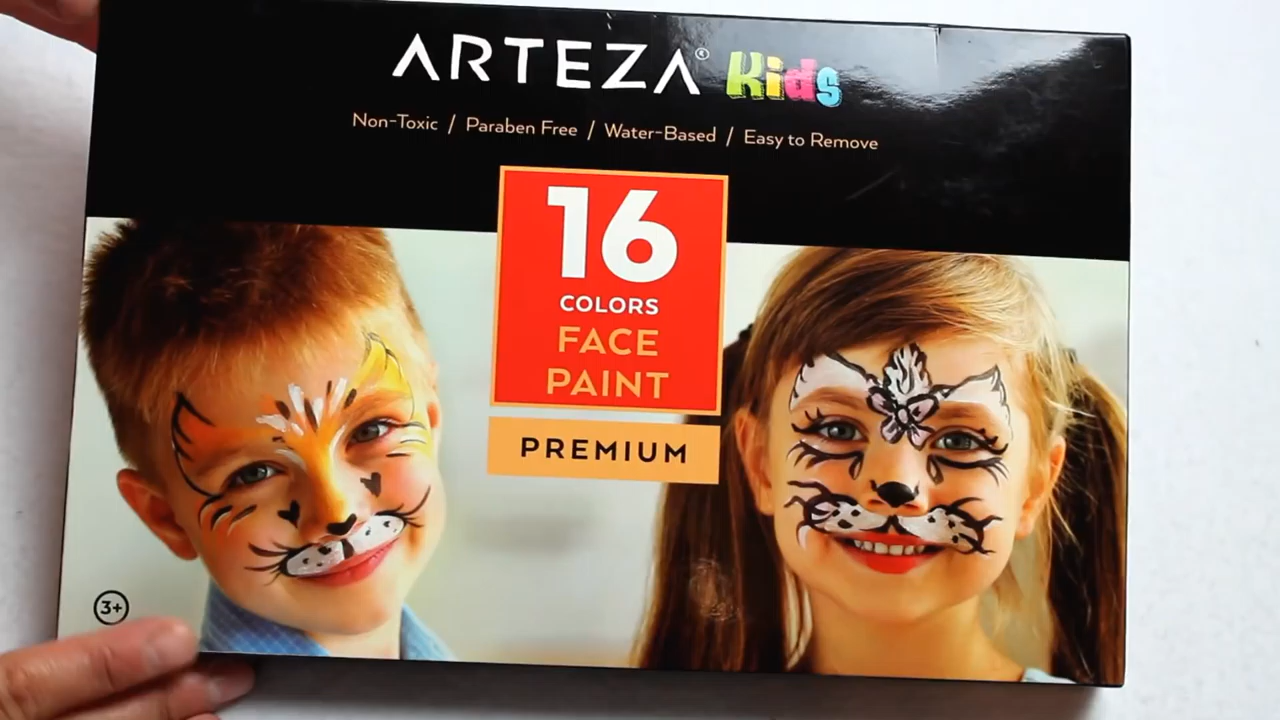 ARTEZA® Kids
Non-Toxic / Paraben Free / Water-Based / Easy to Remove
16
COLORS
FACE
PAINT
PREMIUM
3+